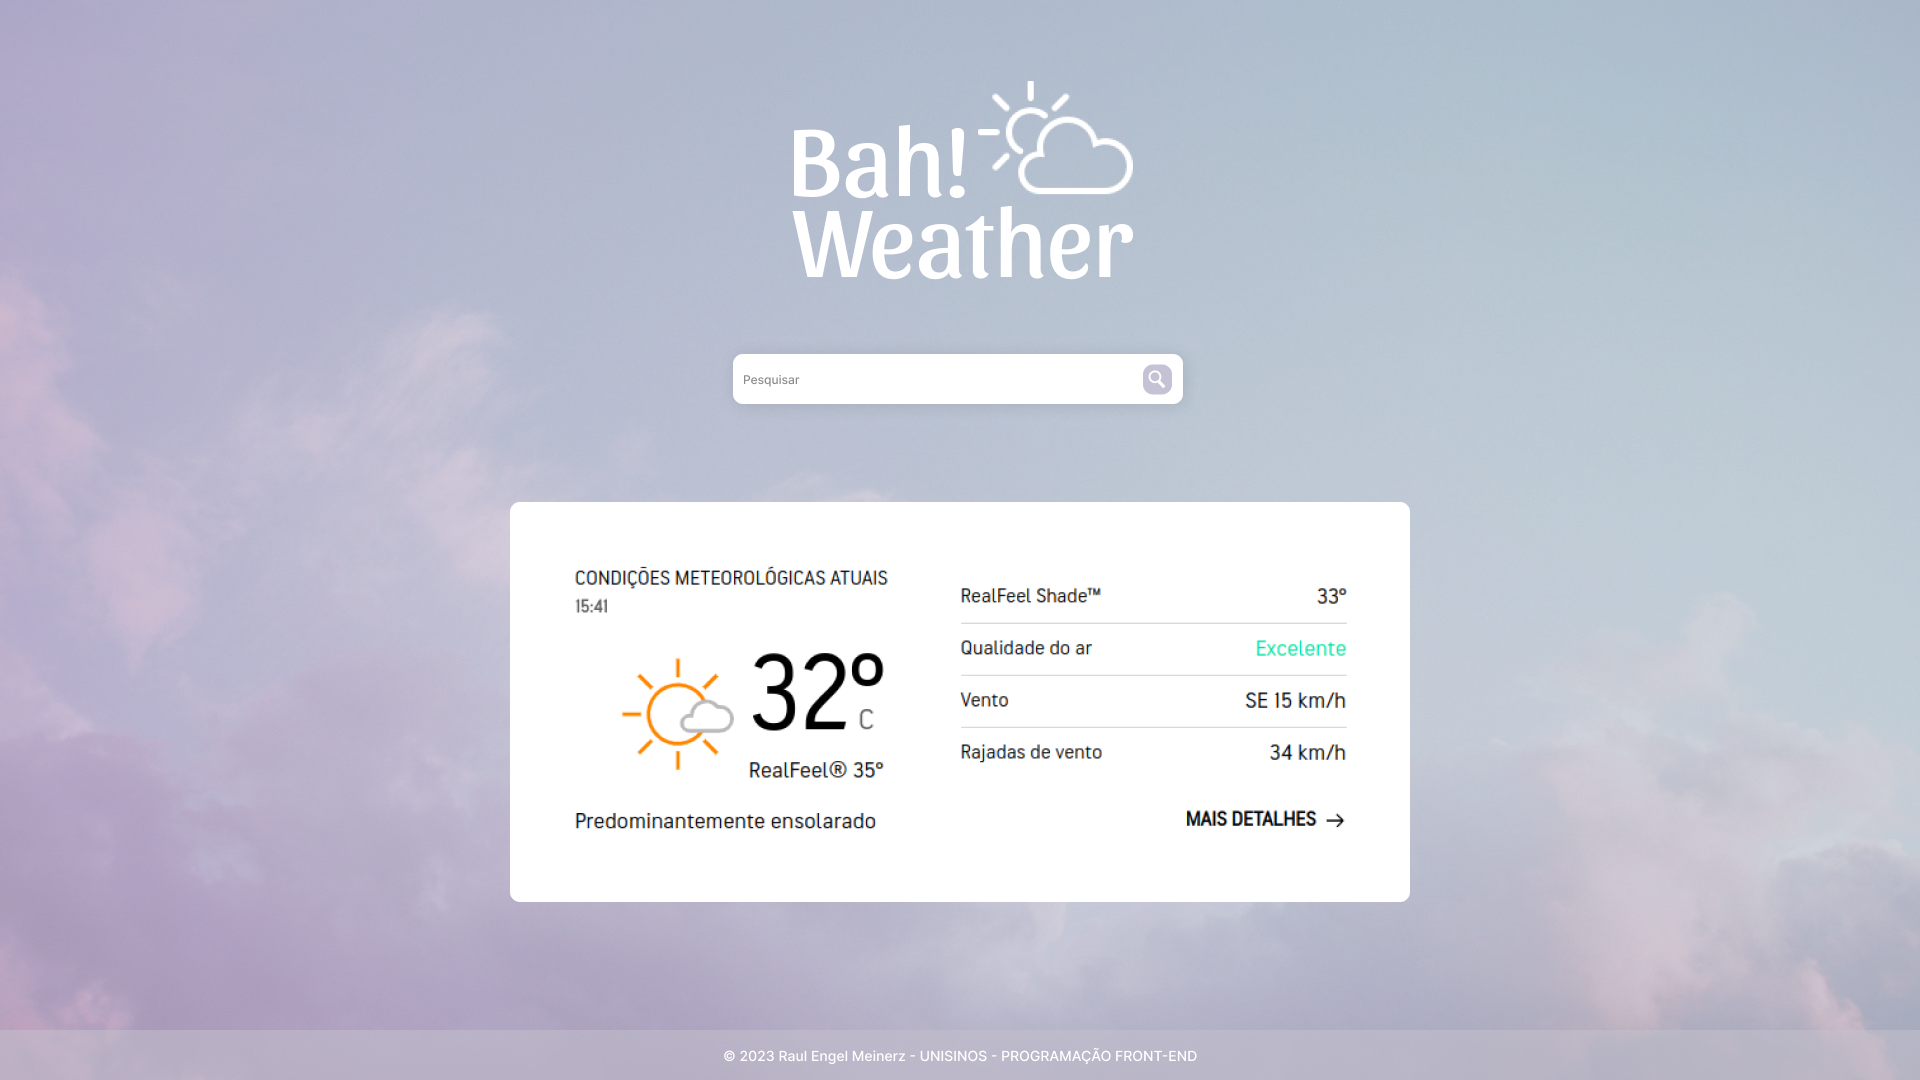 Bah!
Weather
Pesquisar
CONDIÇÕES METEOROLÓGICAS ATUAIS
15:41
32°
C
RealFeel® 35°
Predominantemente ensolarado
RealFeel Shade™ 33°
Qualidade do ar Excelente
Vento SE 15 km/h
Rajadas de vento 34 km/h
MAIS DETALHES →
© 2023 Raul Engel Meinerz - UNISINOS - PROGRAMAÇÃO FRONT-END